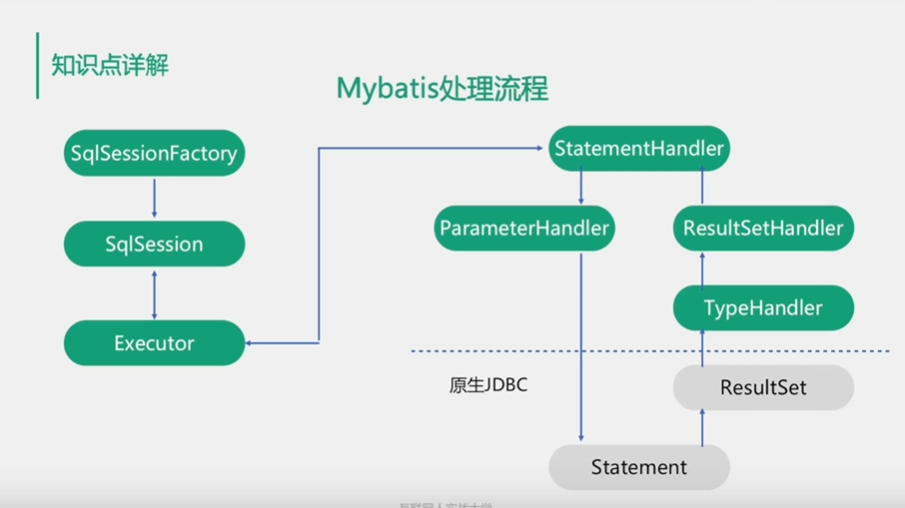 知识点详解
Mybatis处理流程
SqlSessionFactory
StatementHandler
ParameterHandler
ResultSetHandler
SqlSession
TypeHandler
Executor
原生JDBC
ResultSet
Statement